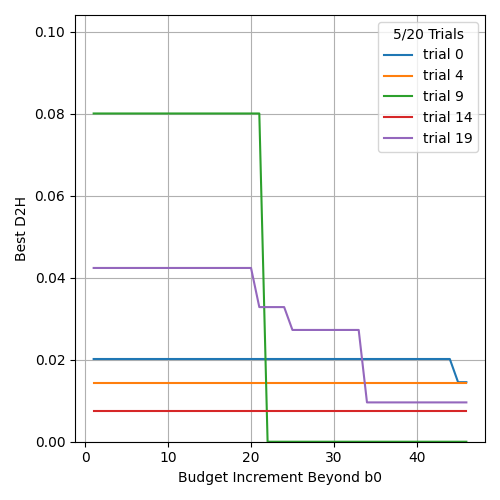 5/20 Trials
trial 0
trial 4
trial 9
trial 14
trial 19
0.10
0.08
0.06
0.04
0.02
0.00
Best D2H
0 10 20 30 40
Budget Increment Beyond b0